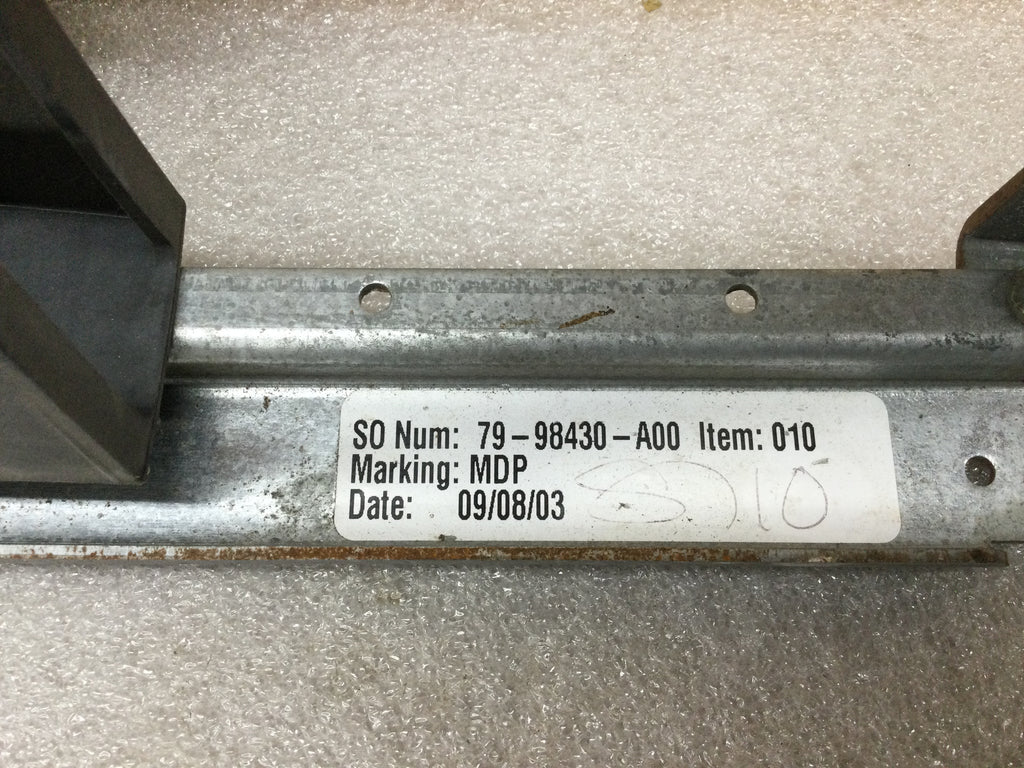 SO Num: 79-98430-A00 Item: 010
Marking: MDP
Date: 09/08/03